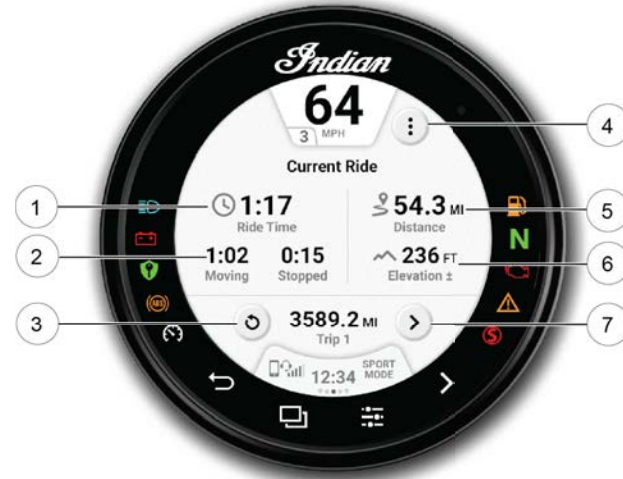 Indian
64
3 MPH
4
Current Ride
1
1:17
Ride Time
54.3 MI
Distance
5
2
1:02
Moving
0:15
Stopped
236 FT
Elevation ±
6
N
ABS
3
3589.2 MI
Trip 1
7
S
12:34
SPORT
MODE